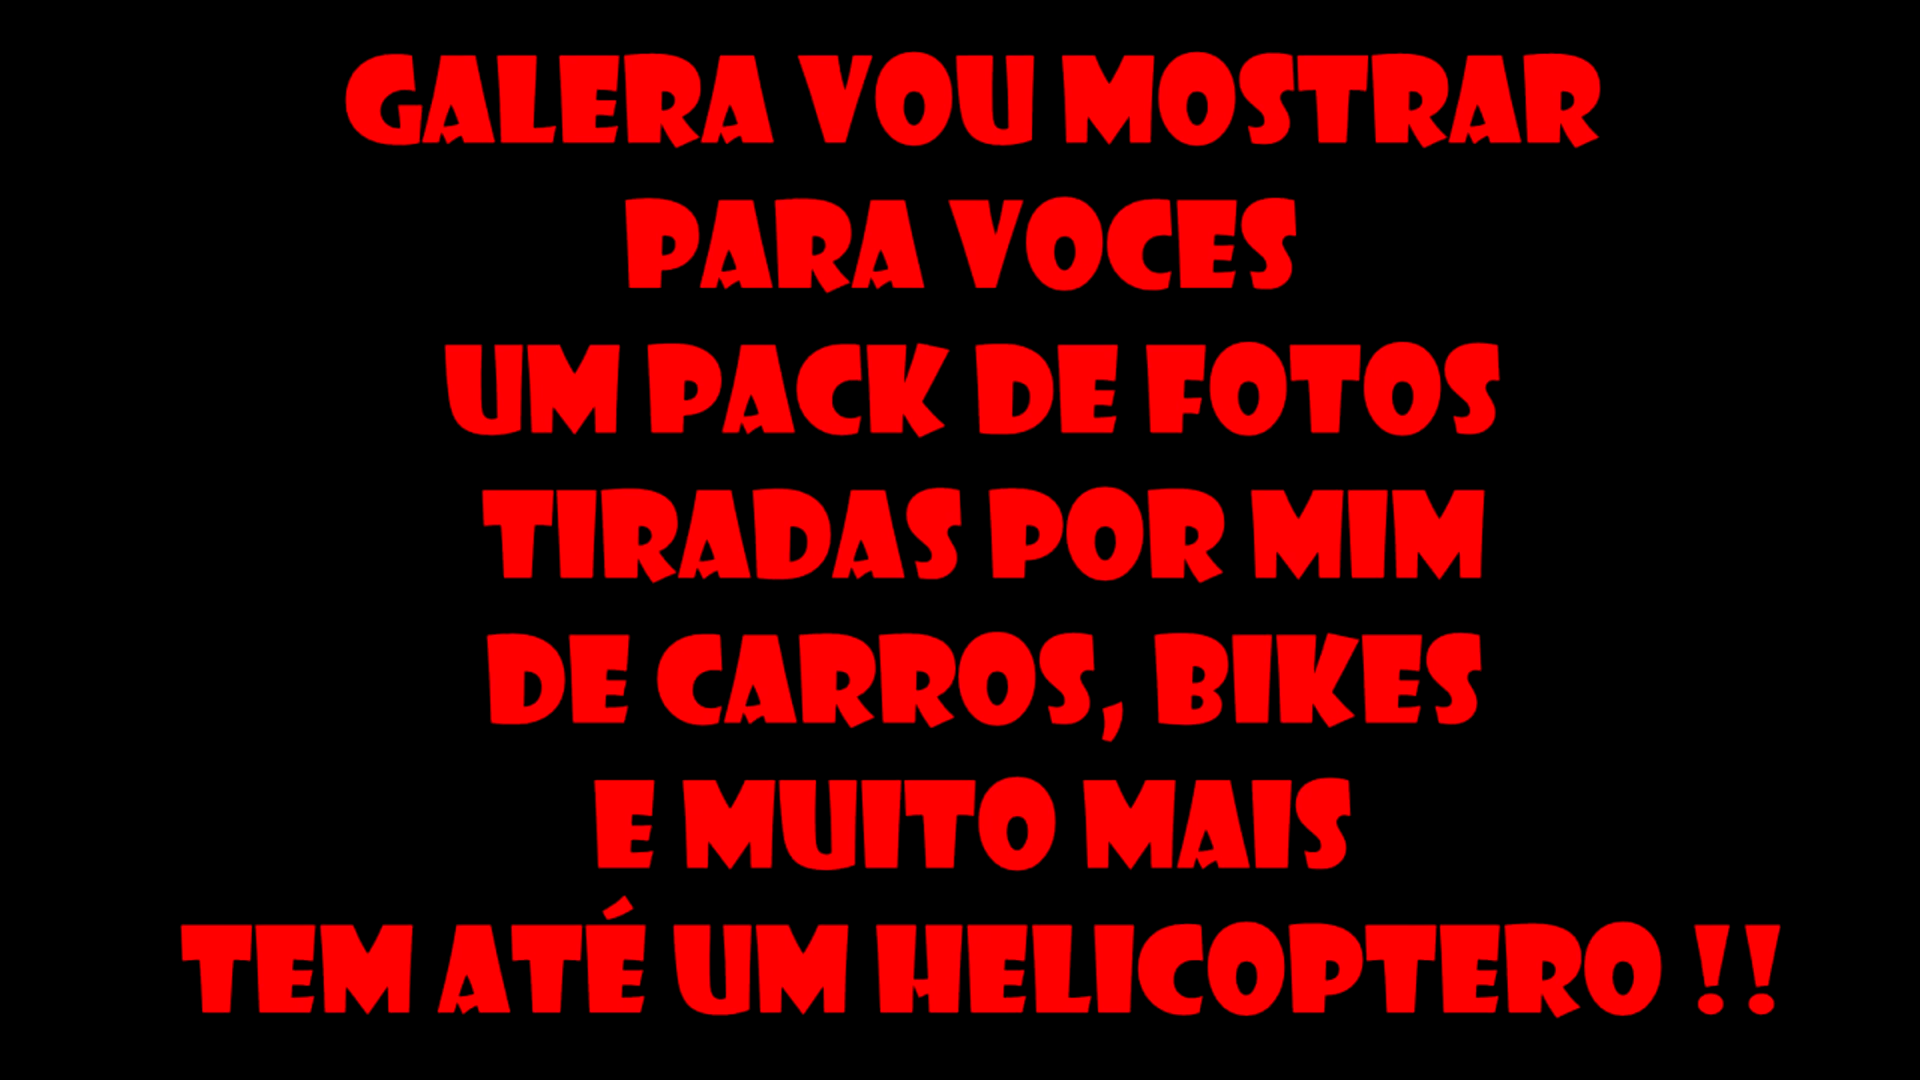 GALERA VOU MOSTRAR
PARA VOCES
UM PACK DE FOTOS
TIRADAS POR MIM
DE CARROS, BIKES
E MUITO MAIS
TEM ATÉ UM HELICOPTERO !!